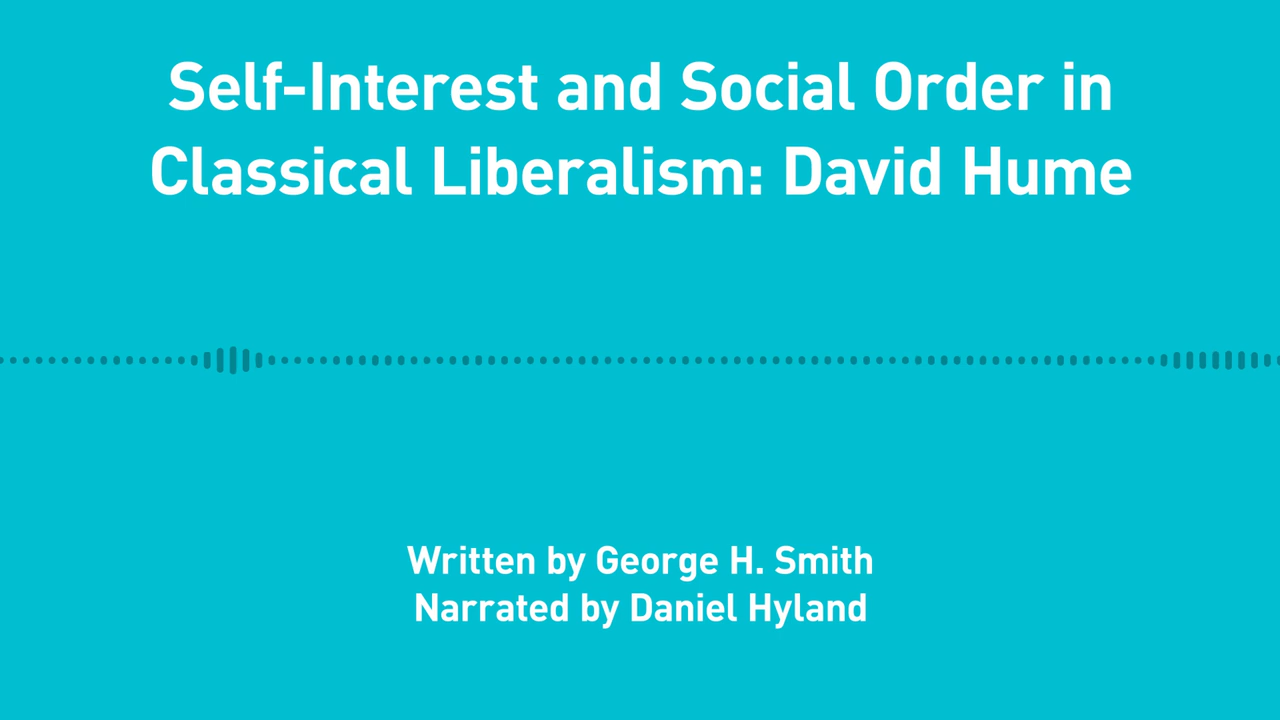 Self-Interest and Social Order in
Classical Liberalism: David Hume
Written by George H. Smith
Narrated by Daniel Hyland